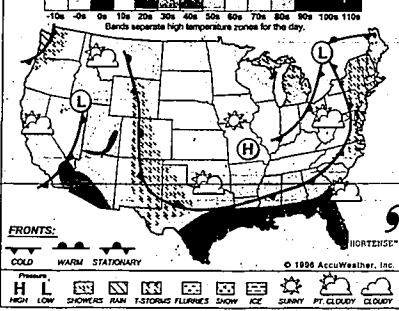 -10s -0s 0s 10s 20s 30s 40s 50s 60s 70s 80s 90s 100s 110s
Bands separate high temperature zones for the day.
L
L
H
"HORTENSE"
FRONTS:
COLD WARM STATIONARY
© 1996 AccuWeather, Inc.
Pressure
H L
HIGH LOW SHOWERS RAIN T-STORMS FLURRIES SNOW ICE SUNNY PT. CLOUDY CLOUDY